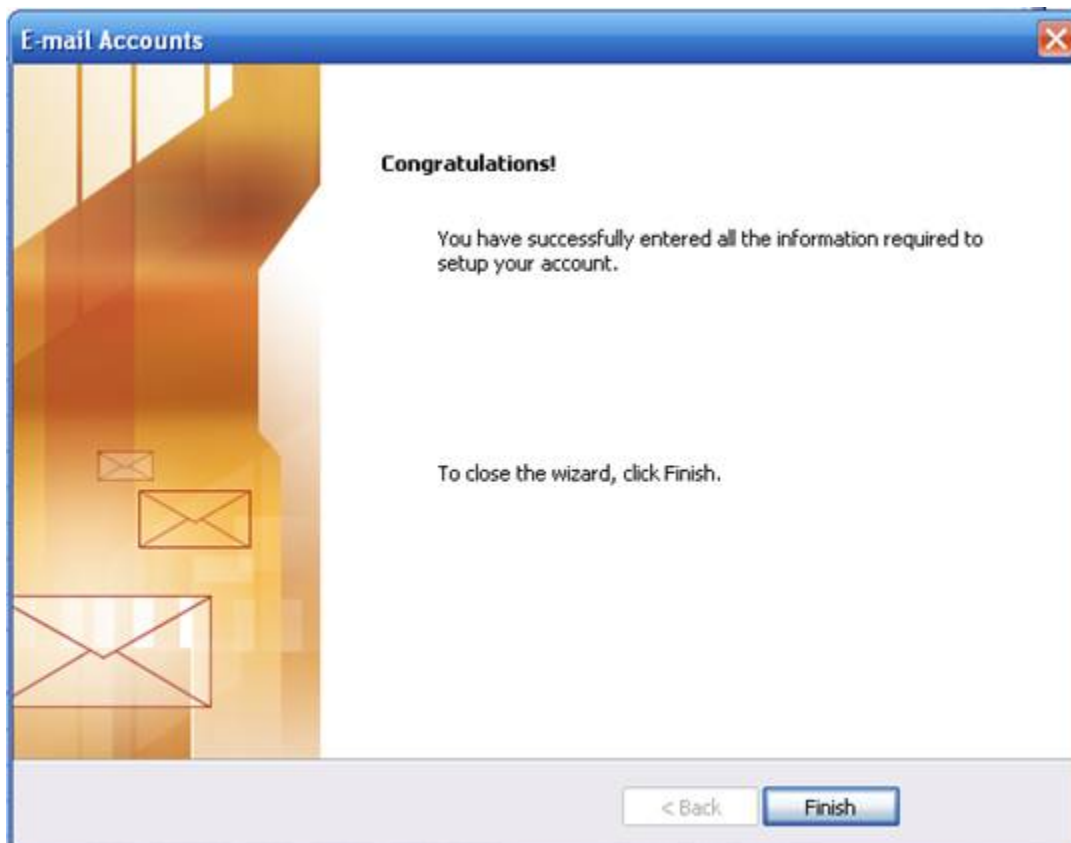 E-mail Accounts
Congratulations!
You have successfully entered all the information required to
setup your account.
To close the wizard, click Finish.
< Back
Finish